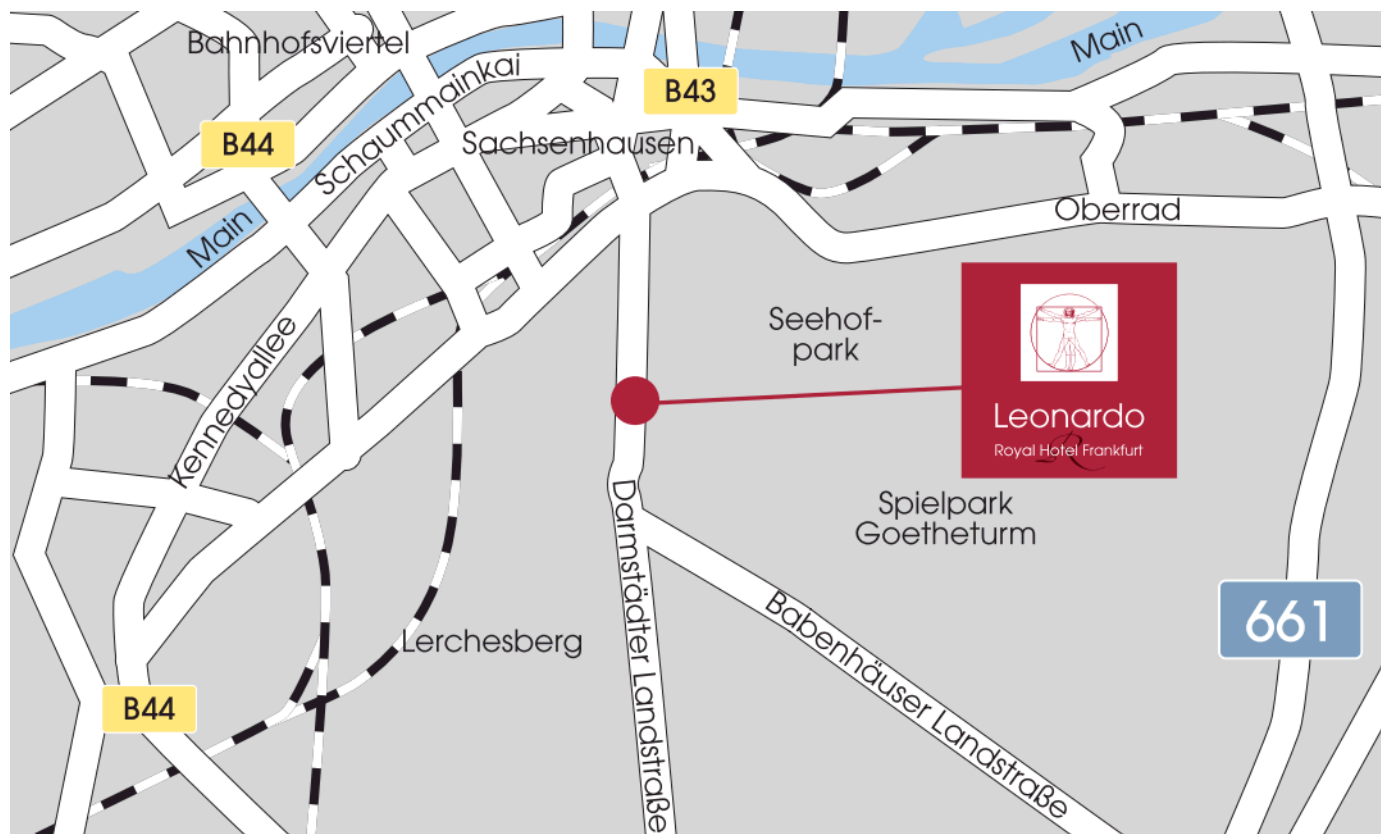 Bahnhofsviertel
Main
Schaummainkai
B43
B44
Sachsenhausen
Main
Oberrad
Seehof-
park
Leonardo
Royal Hotel Frankfurt
R
Kennedyallee
Spielpark
Goetheturm
Darmstädter Landstraße
Babenhäuser Landstraße
661
Lerchesberg
B44